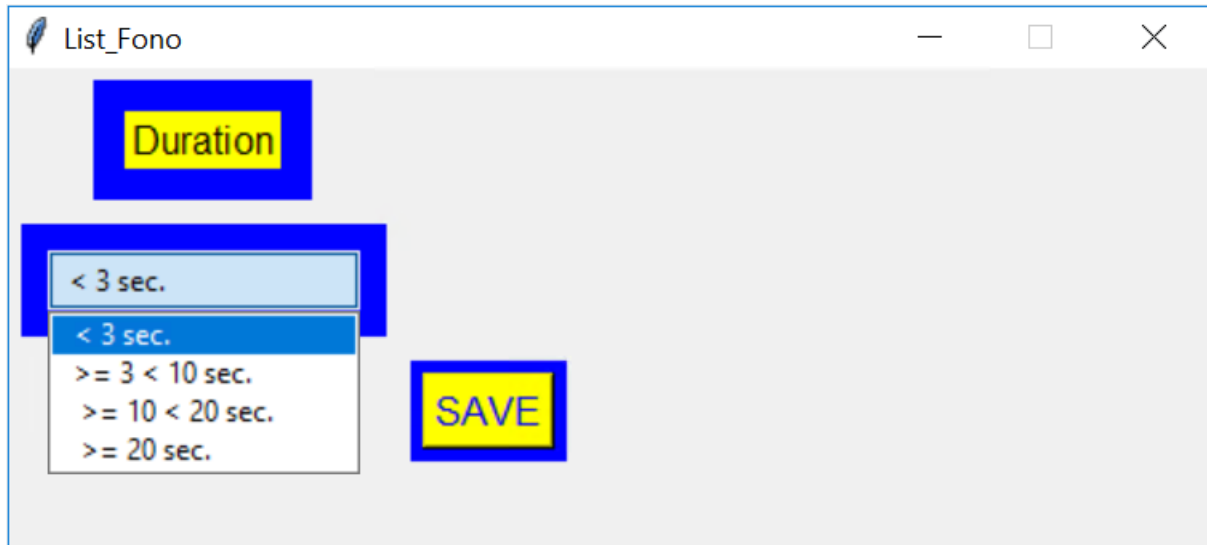 List_Fono
Duration
< 3 sec.
< 3 sec.
>= 3 < 10 sec.
>= 10 < 20 sec.
>= 20 sec.
SAVE